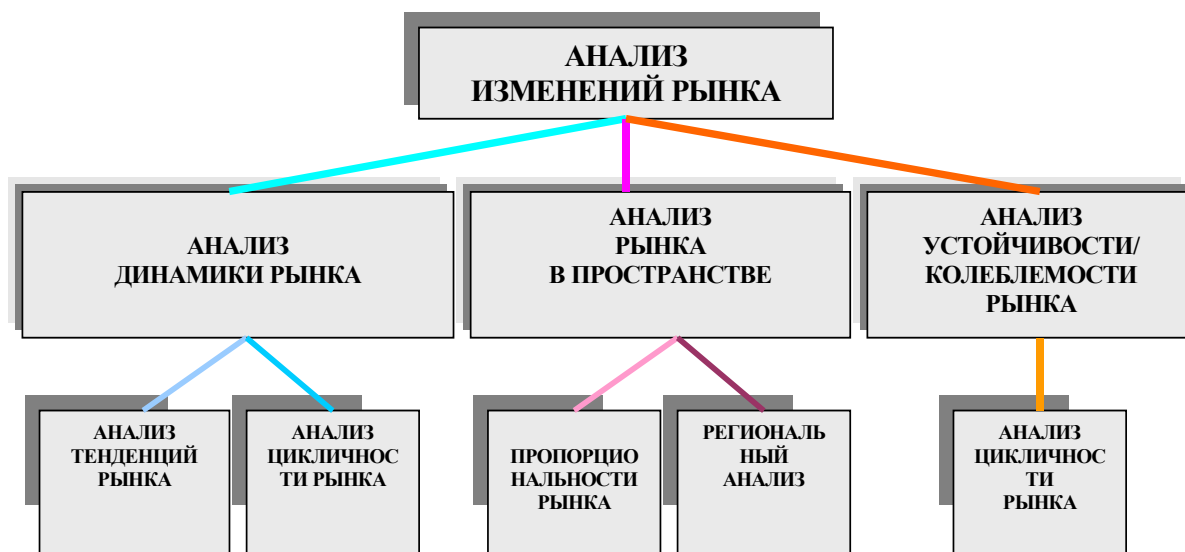 АНАЛИЗ
ИЗМЕНЕНИЙ РЫНКА
АНАЛИЗ
ДИНАМИКИ РЫНКА
АНАЛИЗ
РЫНКА
В ПРОСТРАНСТВЕ
АНАЛИЗ
УСТОЙЧИВОСТИ/
КОЛЕБЛЕМОСТИ
РЫНКА
АНАЛИЗ
ТЕНДЕНЦИЙ
РЫНКА
АНАЛИЗ
ЦИКЛИЧНОС
ТИ РЫНКА
ПРОПОРЦИО
НАЛЬНОСТИ
РЫНКА
РЕГИОНАЛЬ
НЫЙ
АНАЛИЗ
АНАЛИЗ
ЦИКЛИЧНОС
ТИ
РЫНКА